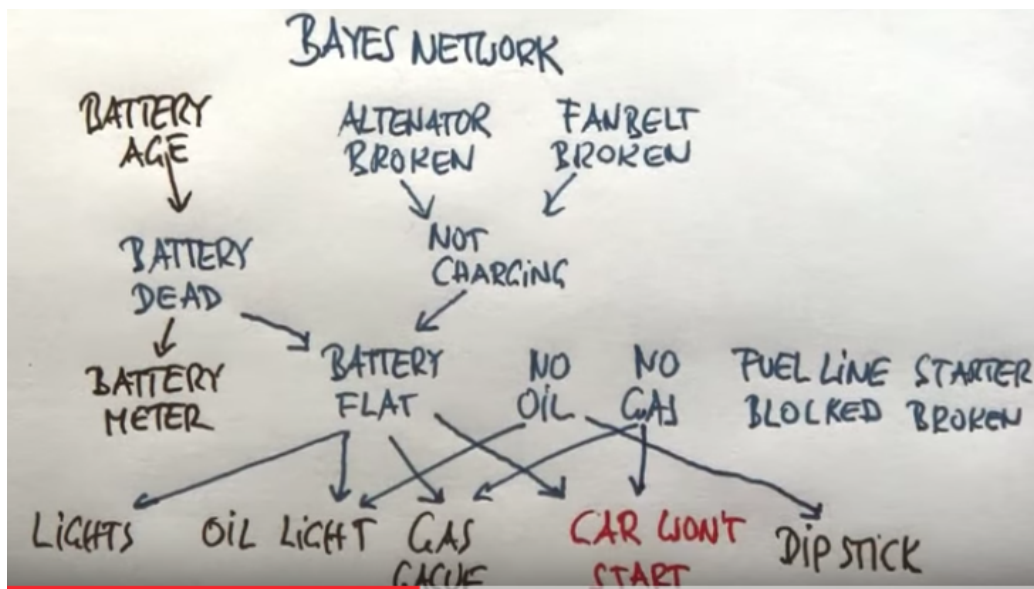 BAYES NETWORK
BATTERY AGE
ALTENATOR BROKEN
FANBELT BROKEN
BATTERY DEAD
NOT CHARGING
BATTERY METER
BATTERY FLAT
NO OIL
NO GAS
FUEL LINE BLOCKED
STARTER BROKEN
LIGHTS
OIL LIGHT
GAS
CAR WON'T START
DIP STICK